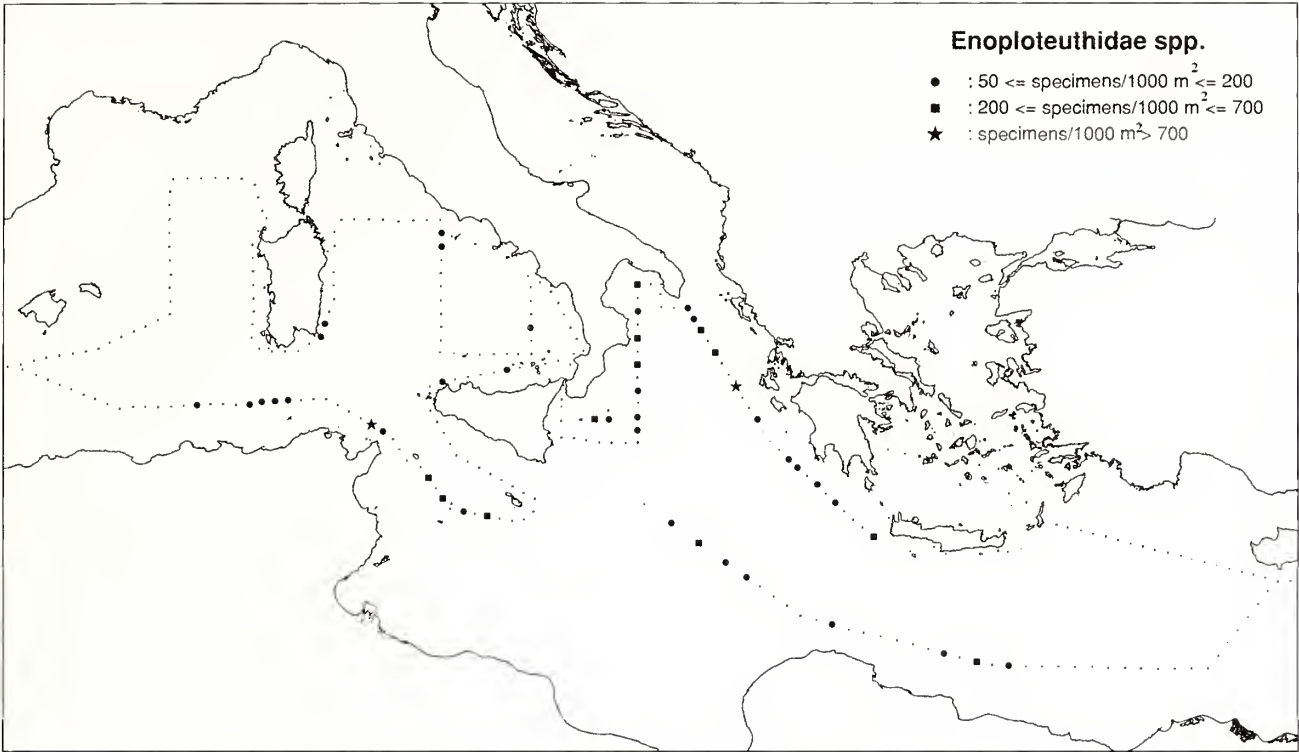 Enoploteuthidae spp.
● : 50 <= specimens/1000 m²<= 200
■ : 200 <= specimens/1000 m²<= 700
★ : specimens/1000 m²> 700